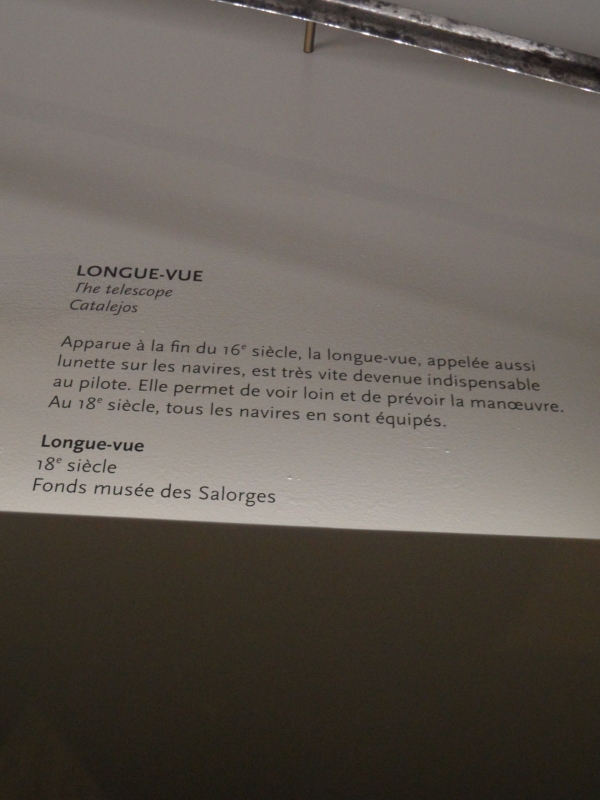 LONGUE-VUE
The telescope
Catalejos
Apparue à la fin du 16e siècle, la longue-vue, appelée aussi
lunette sur les navires, est très vite devenue indispensable
au pilote. Elle permet de voir loin et de prévoir la manœuvre.
Au 18e siècle, tous les navires en sont équipés.
Longue-vue
18e siècle
Fonds musée des Salorges